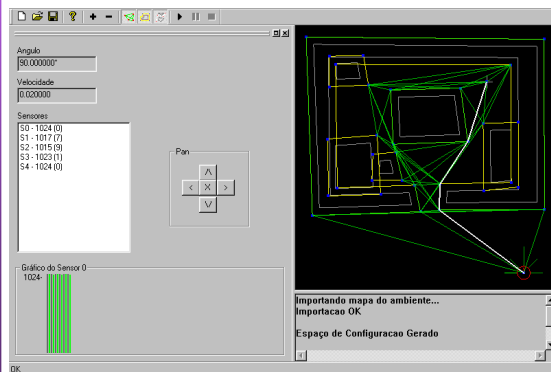 Angulo
90.000000°
Velocidade
0.020000
Sensores
S0 - 1024 (0)
S1 - 1017 (7)
S2 - 1015 (9)
S3 - 1023 (1)
S4 - 1024 (0)
Pan
/\
< X >
\/
Gráfico do Sensor 0
1024-
Importando mapa do ambiente...
Importacao OK
Espaço de Configuracao Gerado
OK